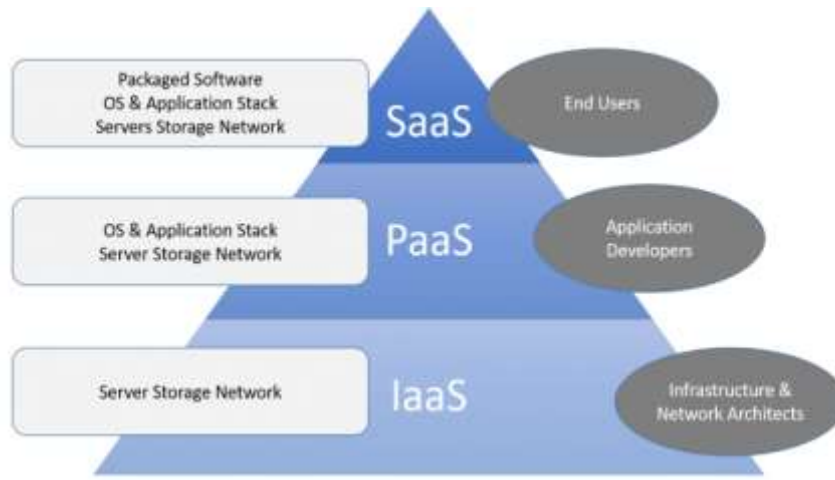 Packaged Software
OS & Application Stack
Servers Storage Network
SaaS
End Users
OS & Application Stack
Server Storage Network
PaaS
Application
Developers
Server Storage Network
IaaS
Infrastructure &
Network Architects